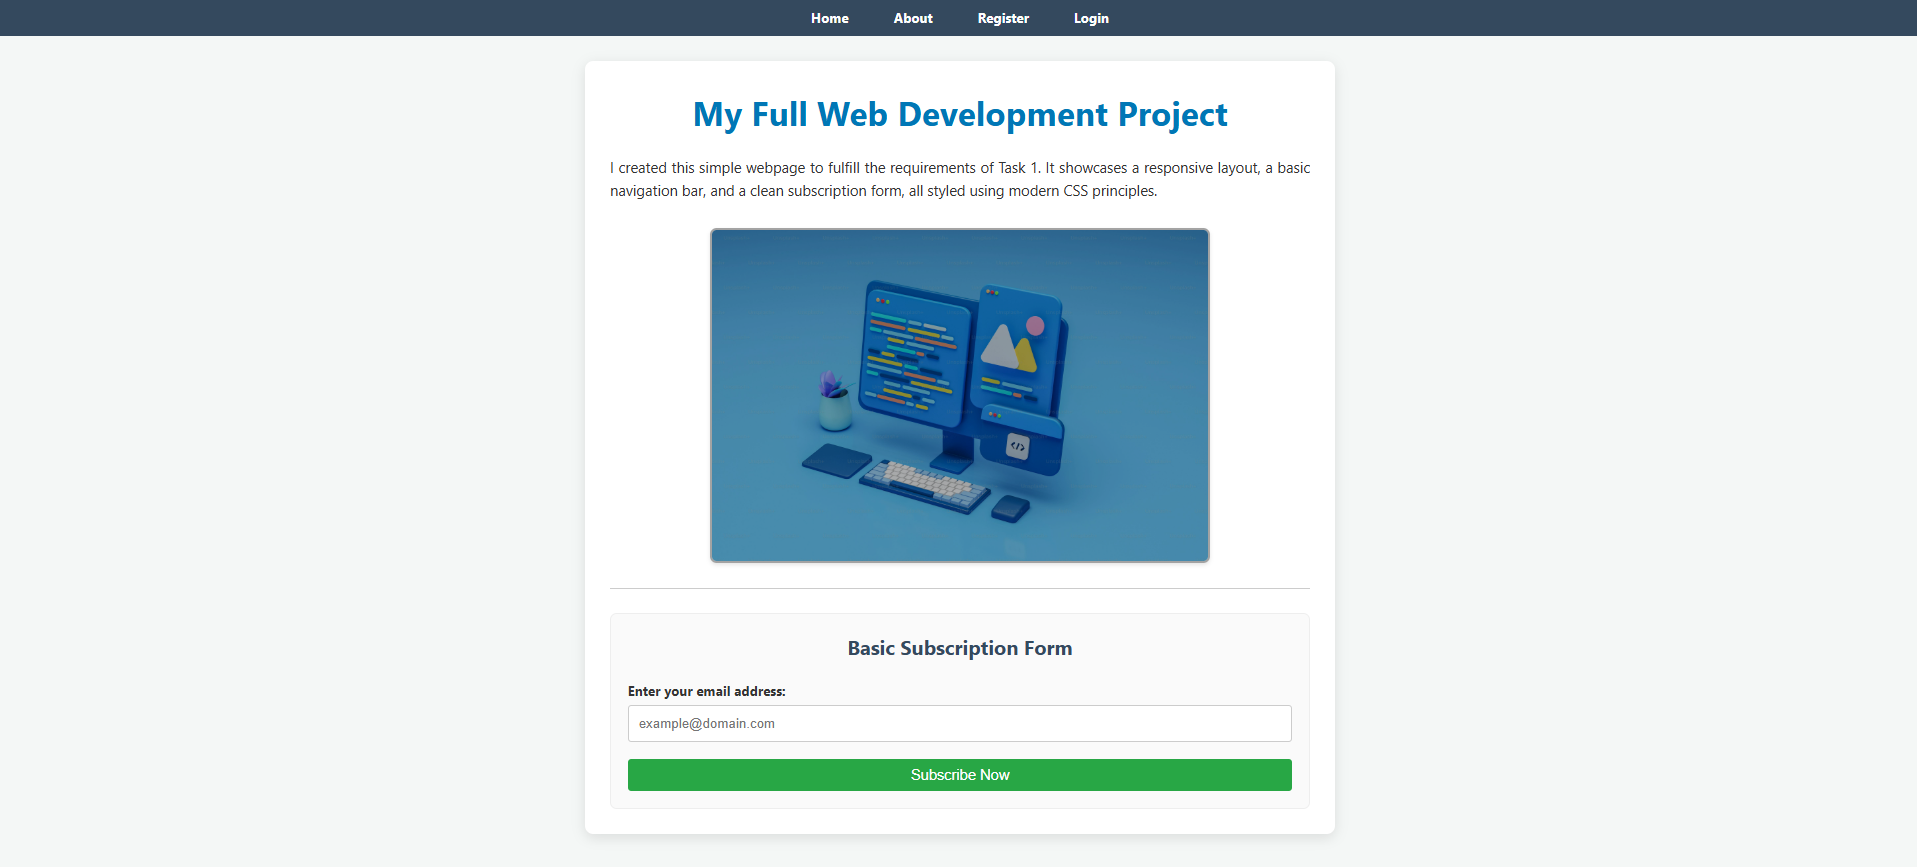 Home About Register Login
My Full Web Development Project
I created this simple webpage to fulfill the requirements of Task 1. It showcases a responsive layout, a basic
navigation bar, and a clean subscription form, all styled using modern CSS principles.
</>
Basic Subscription Form
Enter your email address:
example@domain.com
Subscribe Now